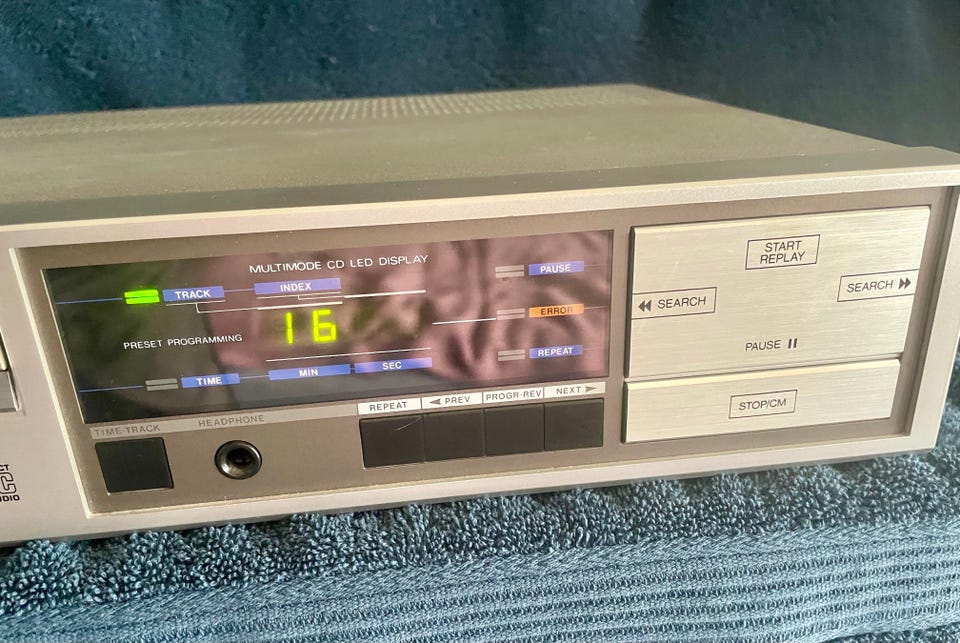 MULTIMODE CD LED DISPLAY
TRACK
INDEX
PAUSE
ERROR
PRESET PROGRAMMING
16
REPEAT
TIME
MIN
SEC
TIME·TRACK
HEADPHONE
REPEAT
◀ PREV
PROGR·REV
NEXT ▶
START
REPLAY
◀◀ SEARCH
SEARCH ▶▶
PAUSE ❚❚
STOP/CM